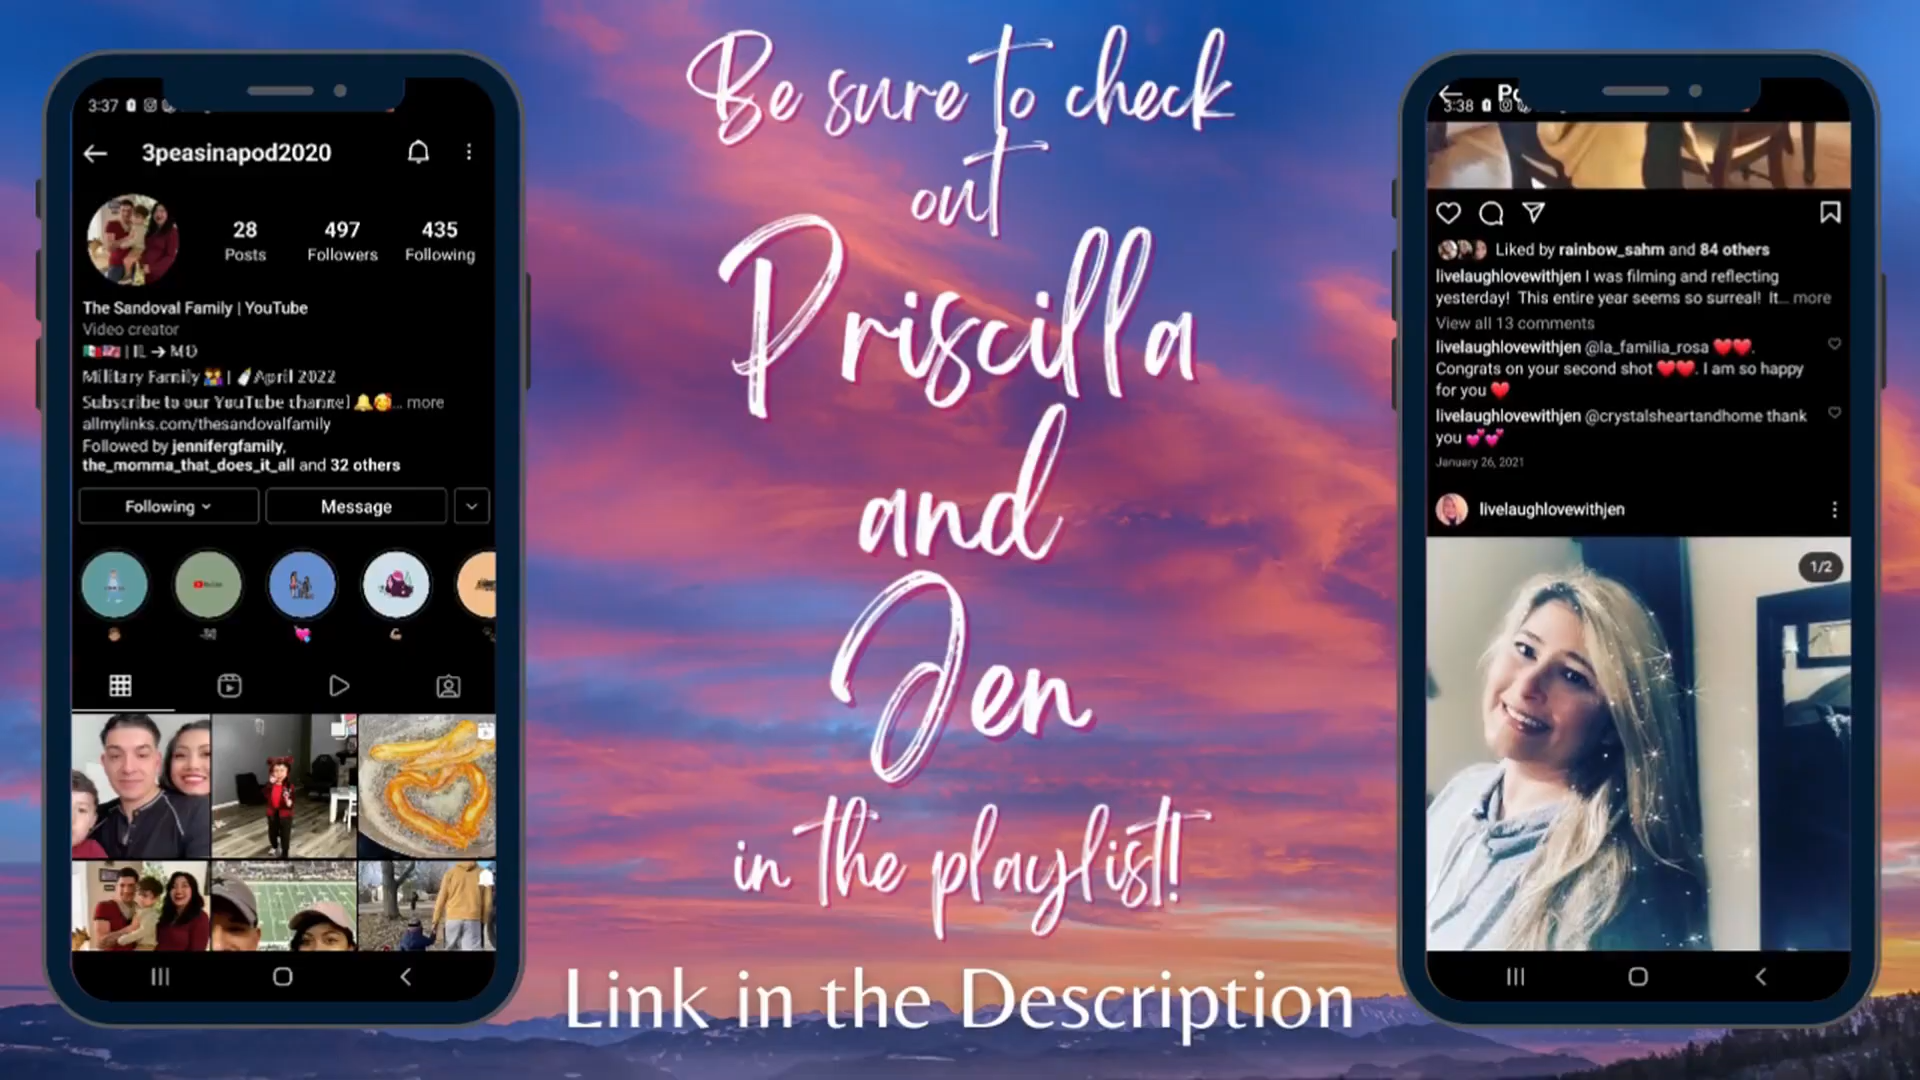 3:37
3peasinapod2020
28
497
435
Posts
Followers
Following
The Sandoval Family | YouTube
Video creator
🇲🇽🇺🇸 | IL → MO
Military Family 👨‍👩‍👦 | 🍼 April 2022
Subscribe to our YouTube channel 🔔🥰... more
allmylinks.com/thesandovalfamily
Followed by jennifergfamily,
the_momma_that_does_it_all and 32 others
Following
Message
Be sure to check
out
Priscilla
and
Jen
in the playlist!
Link in the Description
3:38
Liked by rainbow_sahm and 84 others
livelaughlovewithjen I was filming and reflecting
yesterday! This entire year seems so surreal! It... more
View all 13 comments
livelaughlovewithjen @la_familia_rosa ❤️❤️.
Congrats on your second shot ❤️❤️. I am so happy
for you ❤️
livelaughlovewithjen @crystalsheartandhome thank
you 💕💕
January 26, 2021
livelaughlovewithjen
1/2